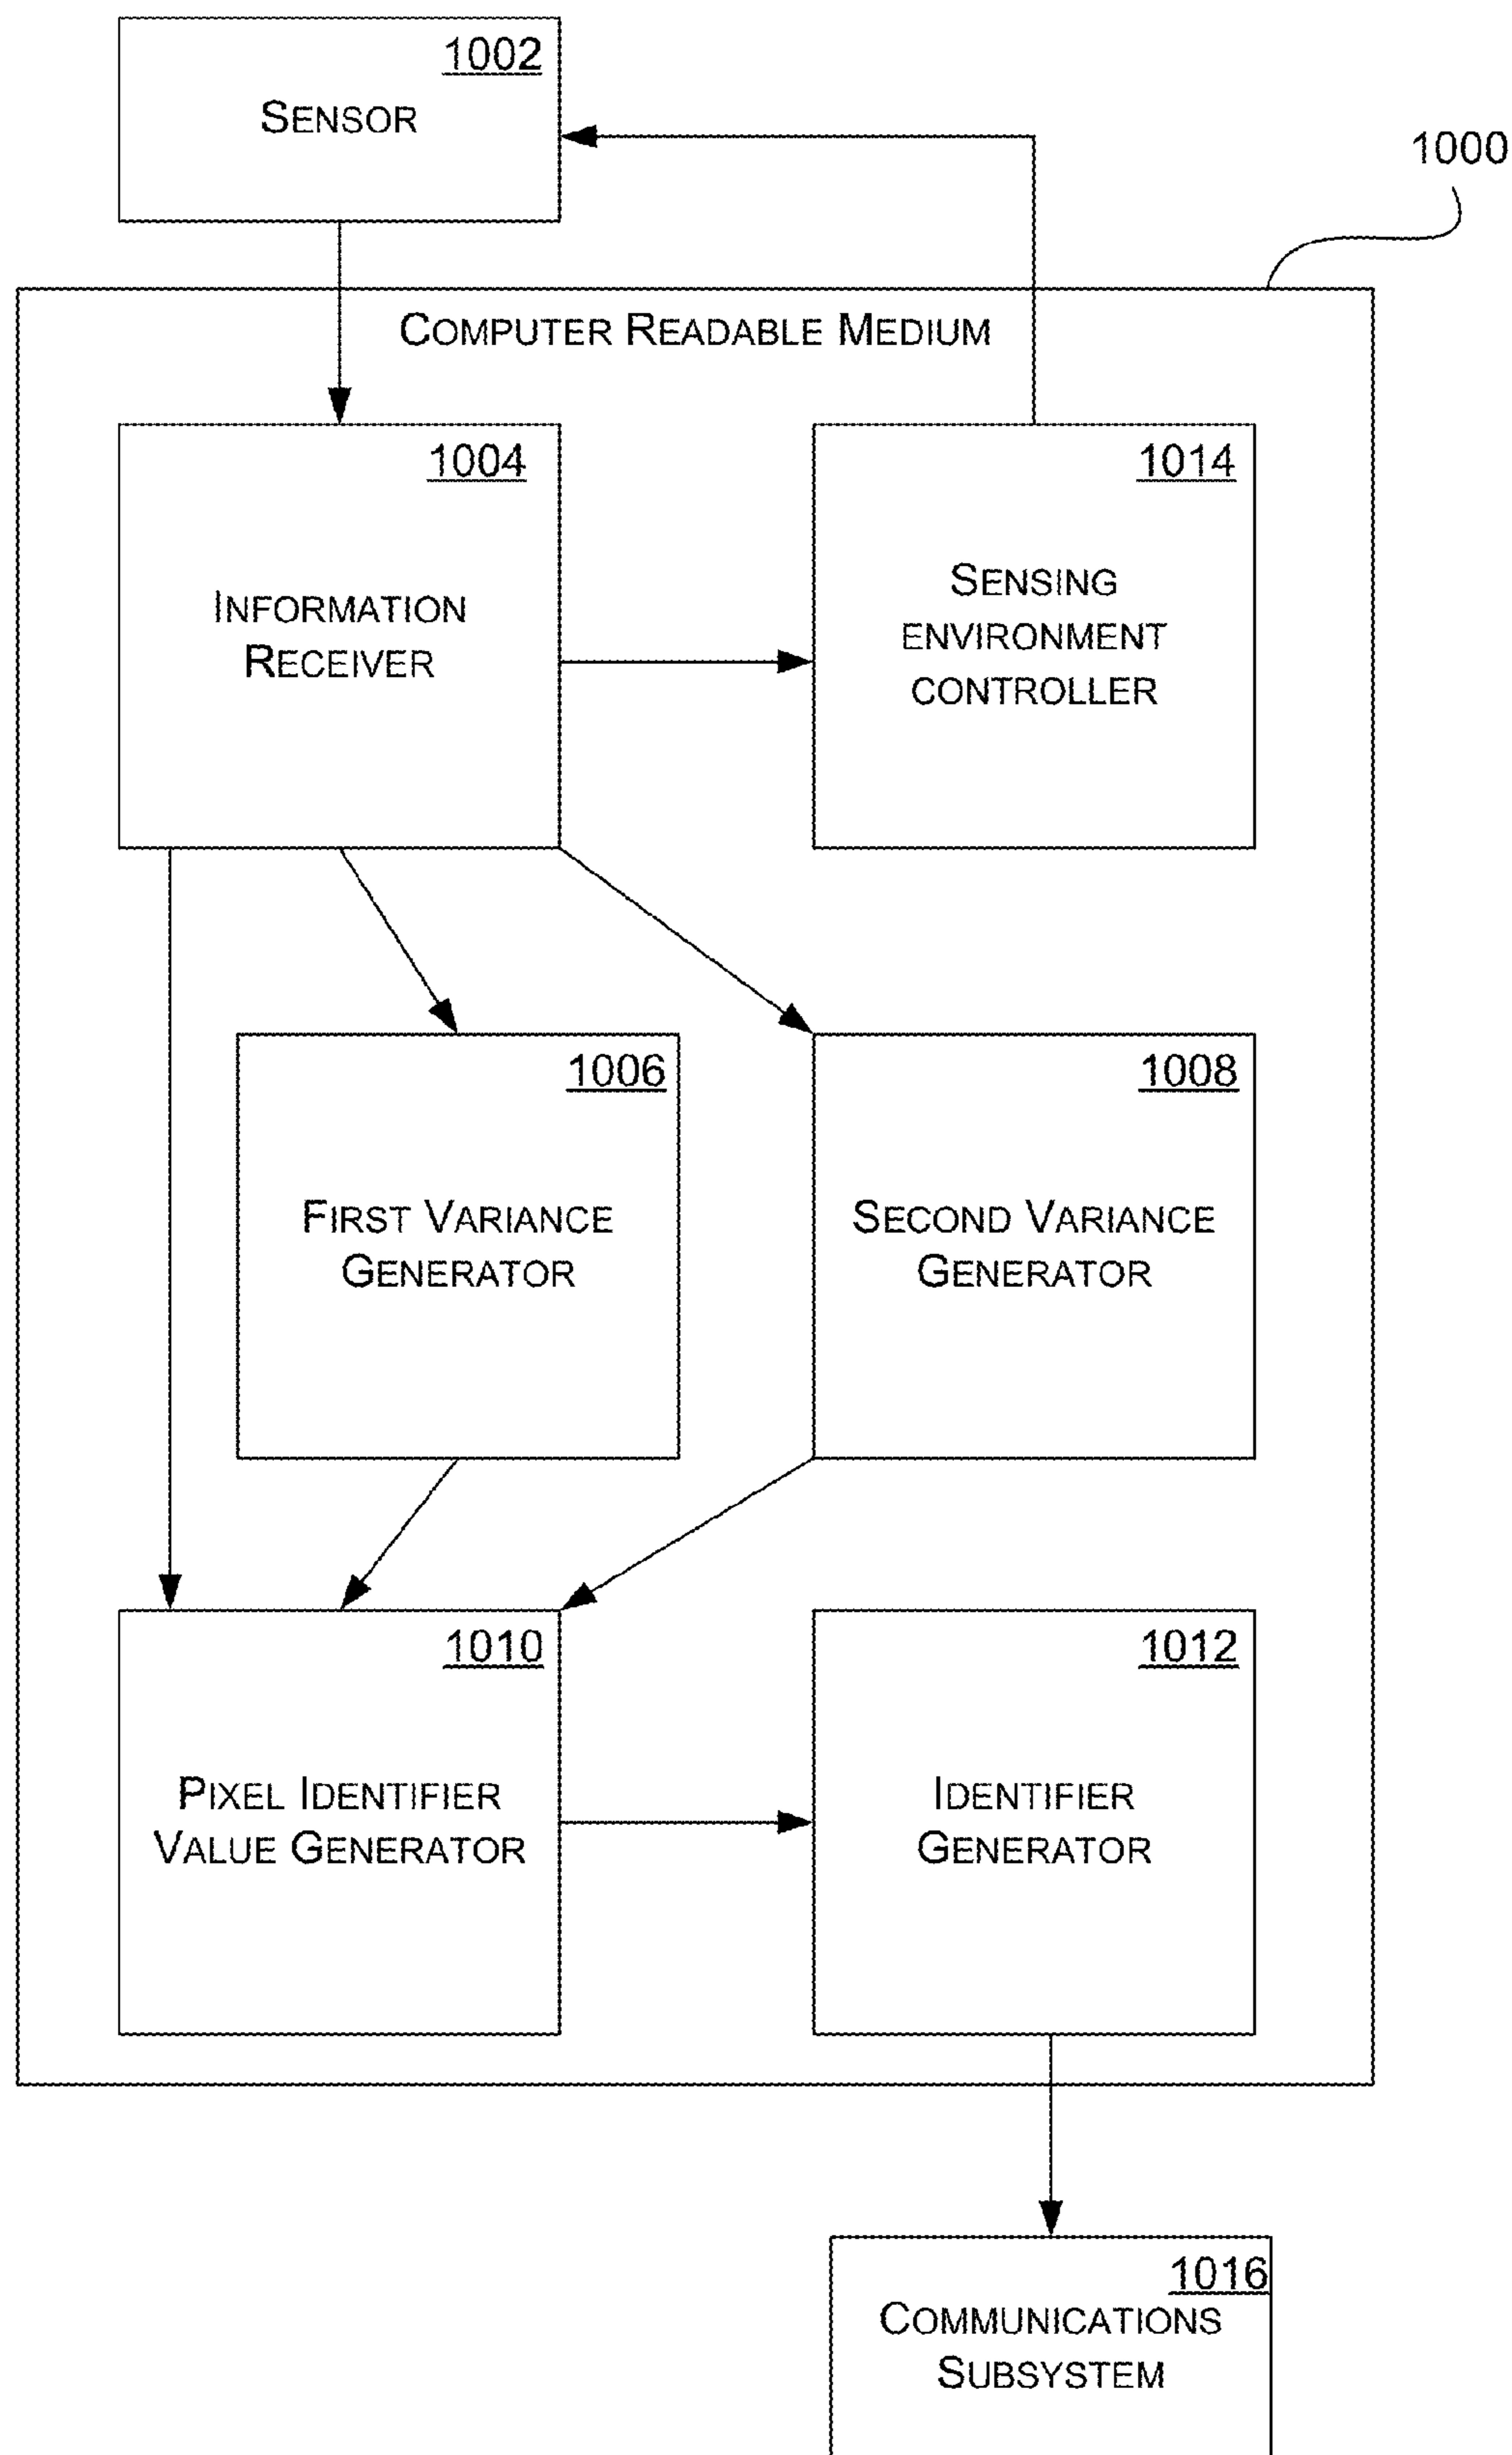 1002
SENSOR
1000
COMPUTER READABLE MEDIUM
1004
INFORMATION
RECEIVER
1014
SENSING
ENVIRONMENT
CONTROLLER
1006
FIRST VARIANCE
GENERATOR
1008
SECOND VARIANCE
GENERATOR
1010
PIXEL IDENTIFIER
VALUE GENERATOR
1012
IDENTIFIER
GENERATOR
1016
COMMUNICATIONS
SUBSYSTEM